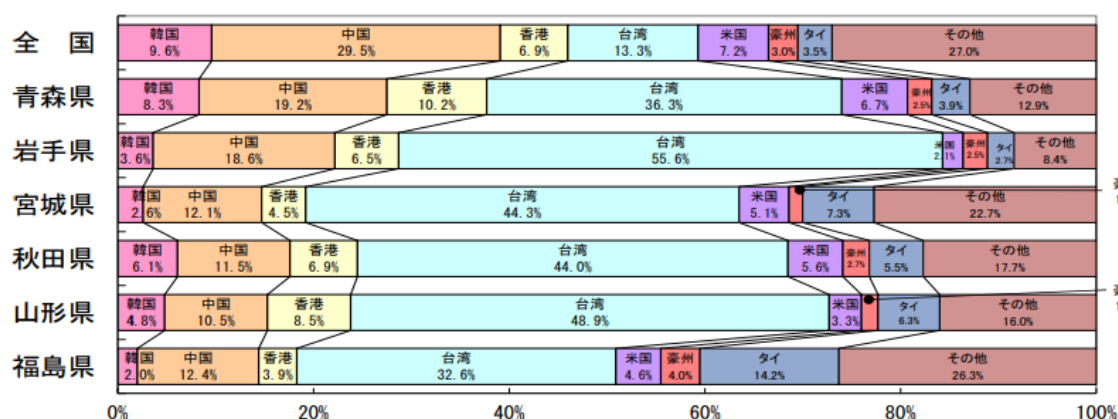 全　国
韓国 中国 香港 台湾 米国 豪州 タイ その他
9.6% 29.5% 6.9% 13.3% 7.2% 3.0% 3.5% 27.0%
青森県
韓国 中国 香港 台湾 米国 豪州 タイ その他
8.3% 19.2% 10.2% 36.3% 6.7% 2.5% 3.9% 12.9%
岩手県
韓国 中国 香港 台湾 米国 豪州 タイ その他
3.6% 18.6% 6.5% 55.6% 2.1% 2.5% 2.7% 8.4%
宮城県
韓国 中国 香港 台湾 米国 タイ その他
2.6% 12.1% 4.5% 44.3% 5.1% 7.3% 22.7%
秋田県
韓国 中国 香港 台湾 米国 豪州 タイ その他
6.1% 11.5% 6.9% 44.0% 5.6% 2.7% 5.5% 17.7%
山形県
韓国 中国 香港 台湾 米国 タイ その他
4.8% 10.5% 8.5% 48.9% 3.3% 6.3% 16.0%
福島県
韓国 中国 香港 台湾 米国 豪州 タイ その他
2.0% 12.4% 3.9% 32.6% 4.6% 4.0% 14.2% 26.3%
0% 20% 40% 60% 80% 100%